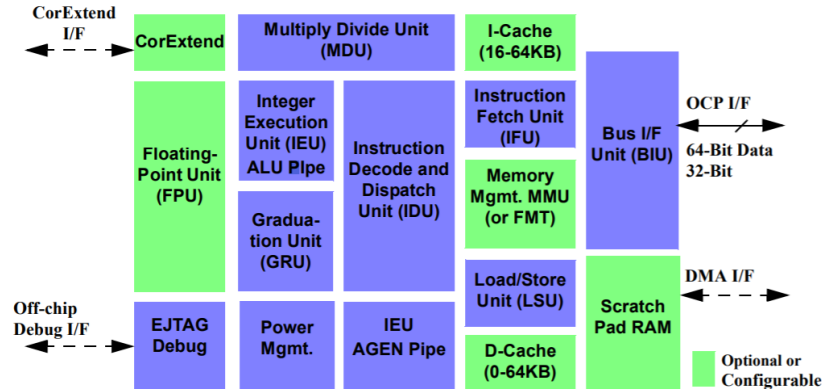 CorExtend
I/F
CorExtend
Multiply Divide Unit
(MDU)
I-Cache
(16-64KB)
Floating-
Point Unit
(FPU)
Integer
Execution
Unit (IEU)
ALU Pipe
Instruction
Decode and
Dispatch
Unit (IDU)
Instruction
Fetch Unit
(IFU)
Bus I/F
Unit (BIU)
OCP I/F
64-Bit Data
32-Bit
Gradua-
tion Unit
(GRU)
Memory
Mgmt. MMU
(or FMT)
Load/Store
Unit (LSU)
Scratch
Pad RAM
DMA I/F
Off-chip
Debug I/F
EJTAG
Debug
Power
Mgmt.
IEU
AGEN Pipe
D-Cache
(0-64KB)
Optional or
Configurable